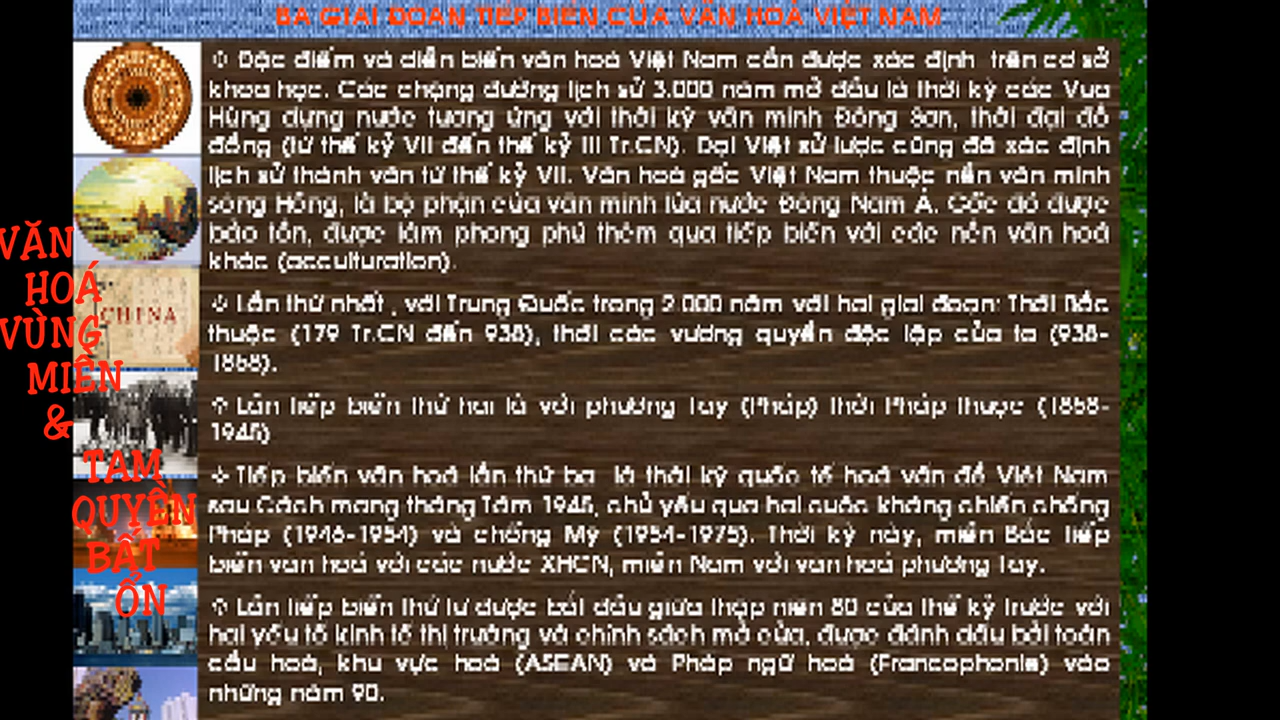 BA GIAI ĐOẠN TIẾP BIẾN CỦA VĂN HOÁ VIỆT NAM
Đặc điểm và diễn biến văn hoá Việt Nam cần được xác định trên cơ sở
khoa học. Các chặng đường lịch sử 3.000 năm mở đầu là thời kỳ các Vua
Hùng dựng nước tương ứng với thời kỳ văn minh Đông Sơn, thời đại đồ
đồng (từ thế kỷ VII đến thế kỷ III Tr.CN). Đại Việt sử lược cũng đã xác định
lịch sử thành văn từ thế kỷ VII. Văn hoá gốc Việt Nam thuộc nền văn minh
sông Hồng, là bộ phận của văn minh lúa nước Đông Nam Á. Gốc đó được
bảo tồn, được làm phong phú thêm qua tiếp biến với các nền văn hoá
khác (acculturation).
Lần thứ nhất , với Trung Quốc trong 2.000 năm với hai giai đoạn: Thời Bắc
thuộc (179 Tr.CN đến 938), thời các vương quyền độc lập của ta (938-
1858).
Lần tiếp biến thứ hai là với phương Tây (Pháp) thời Pháp thuộc (1858-
1945)
Tiếp biến văn hoá lần thứ ba là thời kỳ quốc tế hoá vấn đề Việt Nam
sau Cách mạng tháng Tám 1945, chủ yếu qua hai cuộc kháng chiến chống
Pháp (1946-1954) và chống Mỹ (1954-1975). Thời kỳ này, miền Bắc tiếp
biến văn hoá với các nước XHCN, miền Nam với văn hoá phương Tây.
Lần tiếp biến thứ tư được bắt đầu giữa thập niên 80 của thế kỷ trước với
hai yếu tố kinh tế thị trường và chính sách mở cửa, được đánh dấu bởi toàn
cầu hoá, khu vực hoá (ASEAN) và Pháp ngữ hoá (Francophonie) vào
những năm 90.
VĂN
HOÁ
VÙNG
MIỀN
&
TAM
QUYỀN
BẤT
ỔN
CHINA